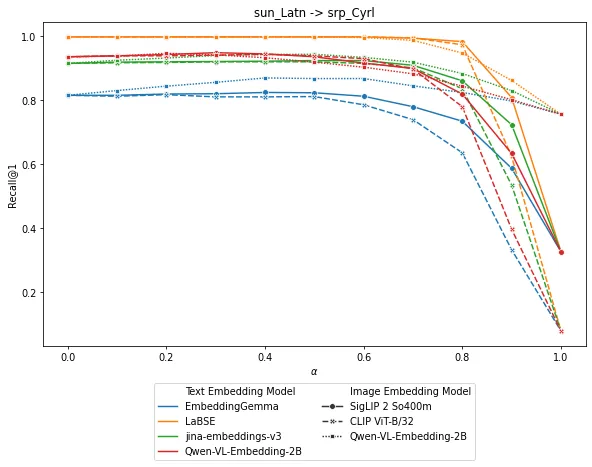 sun_Latn -> srp_Cyrl
Recall@1
1.0
0.8
0.6
0.4
0.2
0.0 0.2 0.4 0.6 0.8 1.0
α
Text Embedding Model
EmbeddingGemma
LaBSE
jina-embeddings-v3
Qwen-VL-Embedding-2B
Image Embedding Model
SigLIP 2 So400m
CLIP ViT-B/32
Qwen-VL-Embedding-2B